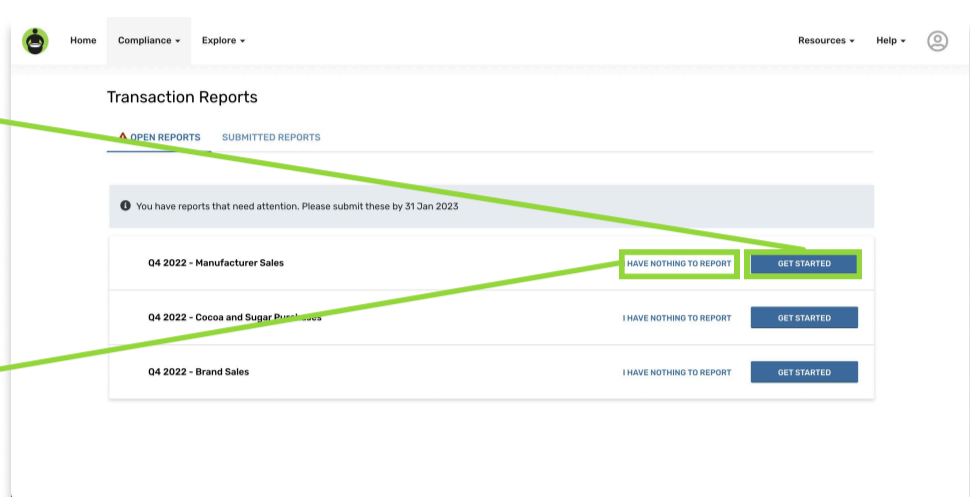 Home Compliance Explore Resources Help
Transaction Reports
OPEN REPORTS SUBMITTED REPORTS
You have reports that need attention. Please submit these by 31 Jan 2023
Q4 2022 - Manufacturer Sales I HAVE NOTHING TO REPORT GET STARTED
Q4 2022 - Cocoa and Sugar Purchases I HAVE NOTHING TO REPORT GET STARTED
Q4 2022 - Brand Sales I HAVE NOTHING TO REPORT GET STARTED